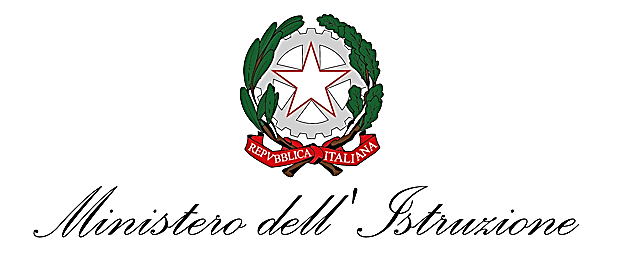 REPVBBLICA ITALIANA
Ministero dell' Istruzione